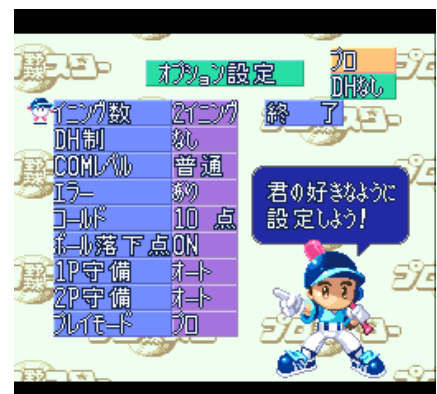 オプション設定
プロ
DHなし
イニング数 2イニング
終 了
DH制 なし
COMレベル 普通
エラー あり
コールド 10 点
ボール落下点 ON
1P守備 オート
2P守備 オート
プレイモード プロ
君の好きなように
設定しよう!